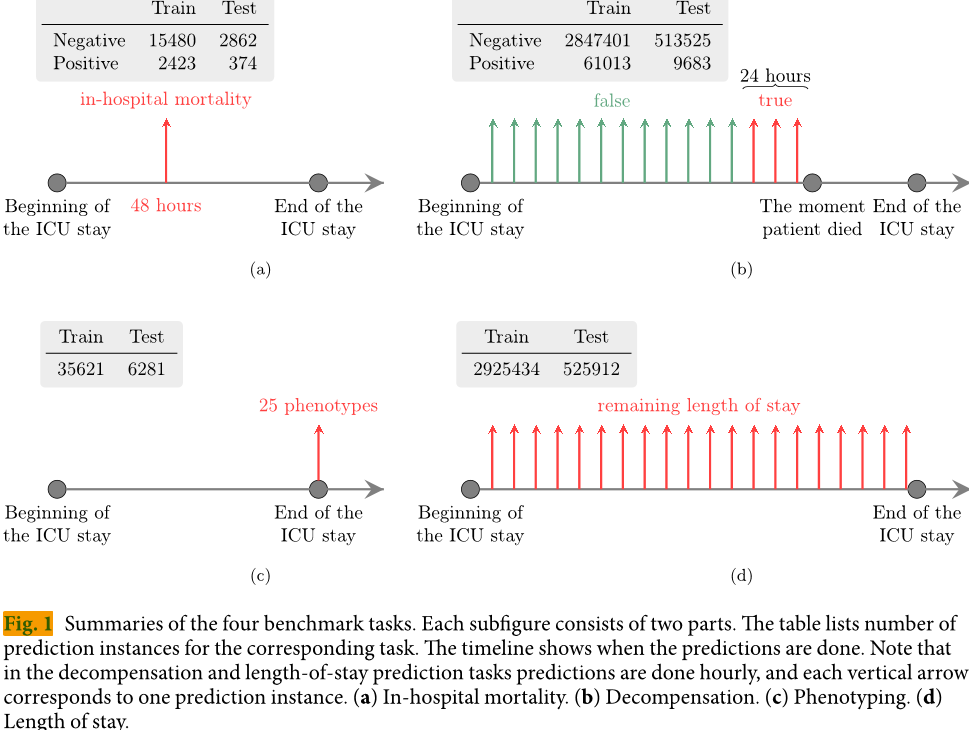 Train Test
Negative 15480 2862
Positive 2423 374
in-hospital mortality
48 hours
Beginning of
the ICU stay
End of the
ICU stay
(a)
Train Test
Negative 2847401 513525
Positive 61013 9683
24 hours
false
true
Beginning of
the ICU stay
The moment
patient died
End of the
ICU stay
(b)
Train Test
35621 6281
25 phenotypes
Beginning of
the ICU stay
End of the
ICU stay
(c)
Train Test
2925434 525912
remaining length of stay
Beginning of
the ICU stay
End of the
ICU stay
(d)
Fig. 1 Summaries of the four benchmark tasks. Each subfigure consists of two parts. The table lists number of
prediction instances for the corresponding task. The timeline shows when the predictions are done. Note that
in the decompensation and length-of-stay prediction tasks predictions are done hourly, and each vertical arrow
corresponds to one prediction instance. (a) In-hospital mortality. (b) Decompensation. (c) Phenotyping. (d)
Length of stay.